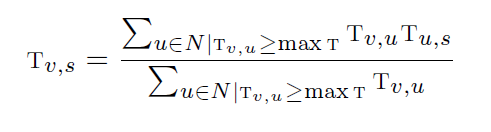 T_{v,s} = \frac{\sum_{u \in N | T_{v,u} \geq \max T} T_{v,u} T_{u,s}}{\sum_{u \in N | T_{v,u} \geq \max T} T_{v,u}}